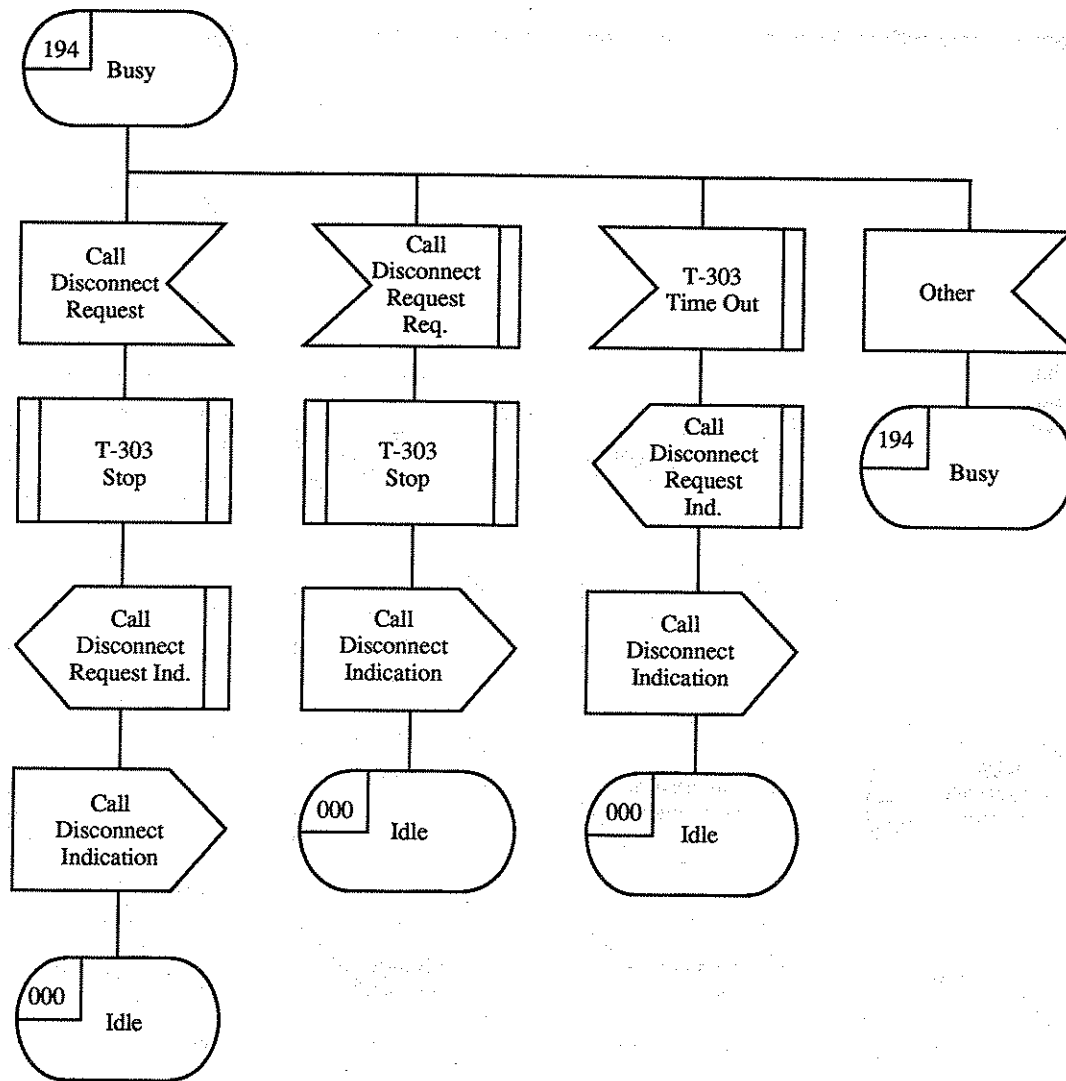 194
Busy
Call
Disconnect
Request
Call
Disconnect
Request
Req.
T-303
Time Out
Other
T-303
Stop
T-303
Stop
Call
Disconnect
Request
Ind.
194
Busy
Call
Disconnect
Request Ind.
Call
Disconnect
Indication
Call
Disconnect
Indication
Call
Disconnect
Indication
000
Idle
000
Idle
000
Idle